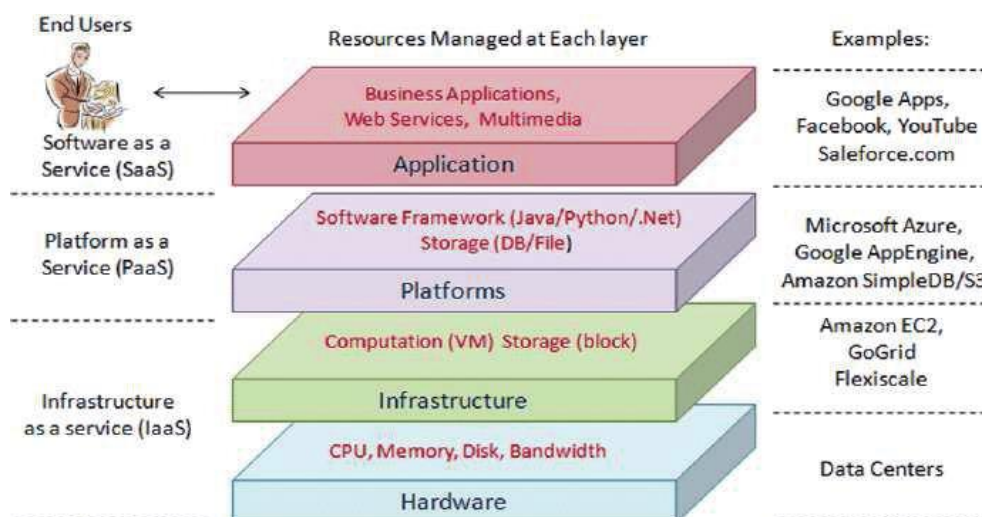 End Users
Resources Managed at Each layer
Examples:
Business Applications,
Web Services, Multimedia
Application
Software as a
Service (SaaS)
Google Apps,
Facebook, YouTube
Saleforce.com
Software Framework (Java/Python/.Net)
Storage (DB/File)
Platforms
Platform as a
Service (PaaS)
Microsoft Azure,
Google AppEngine,
Amazon SimpleDB/S3
Computation (VM) Storage (block)
Infrastructure
Amazon EC2,
GoGrid
Flexiscale
Infrastructure
as a service (IaaS)
CPU, Memory, Disk, Bandwidth
Hardware
Data Centers